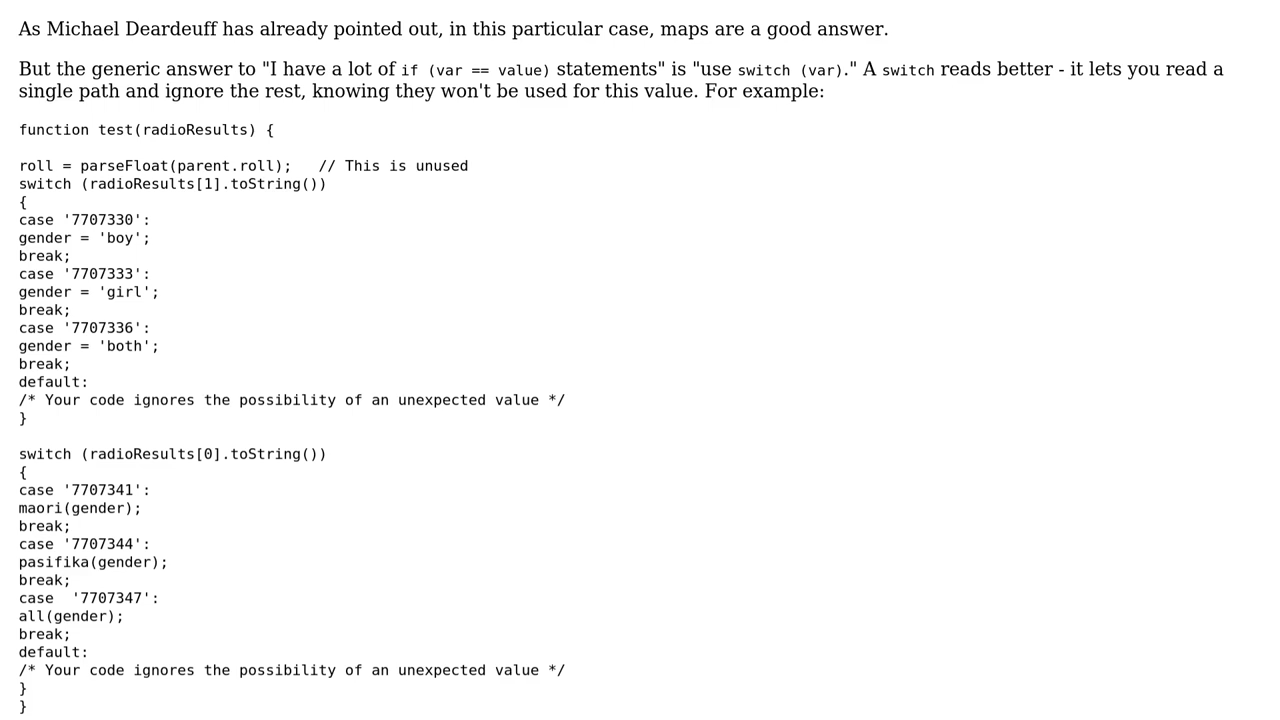 As Michael Deardeuff has already pointed out, in this particular case, maps are a good answer.
But the generic answer to "I have a lot of if (var == value) statements" is "use switch (var)." A switch reads better - it lets you read a
single path and ignore the rest, knowing they won't be used for this value. For example:
function test(radioResults) {
roll = parseFloat(parent.roll);   // This is unused
switch (radioResults[1].toString())
{
case '7707330':
gender = 'boy';
break;
case '7707333':
gender = 'girl';
break;
case '7707336':
gender = 'both';
break;
default:
/* Your code ignores the possibility of an unexpected value */
}
switch (radioResults[0].toString())
{
case '7707341':
maori(gender);
break;
case '7707344':
pasifika(gender);
break;
case  '7707347':
all(gender);
break;
default:
/* Your code ignores the possibility of an unexpected value */
}
}